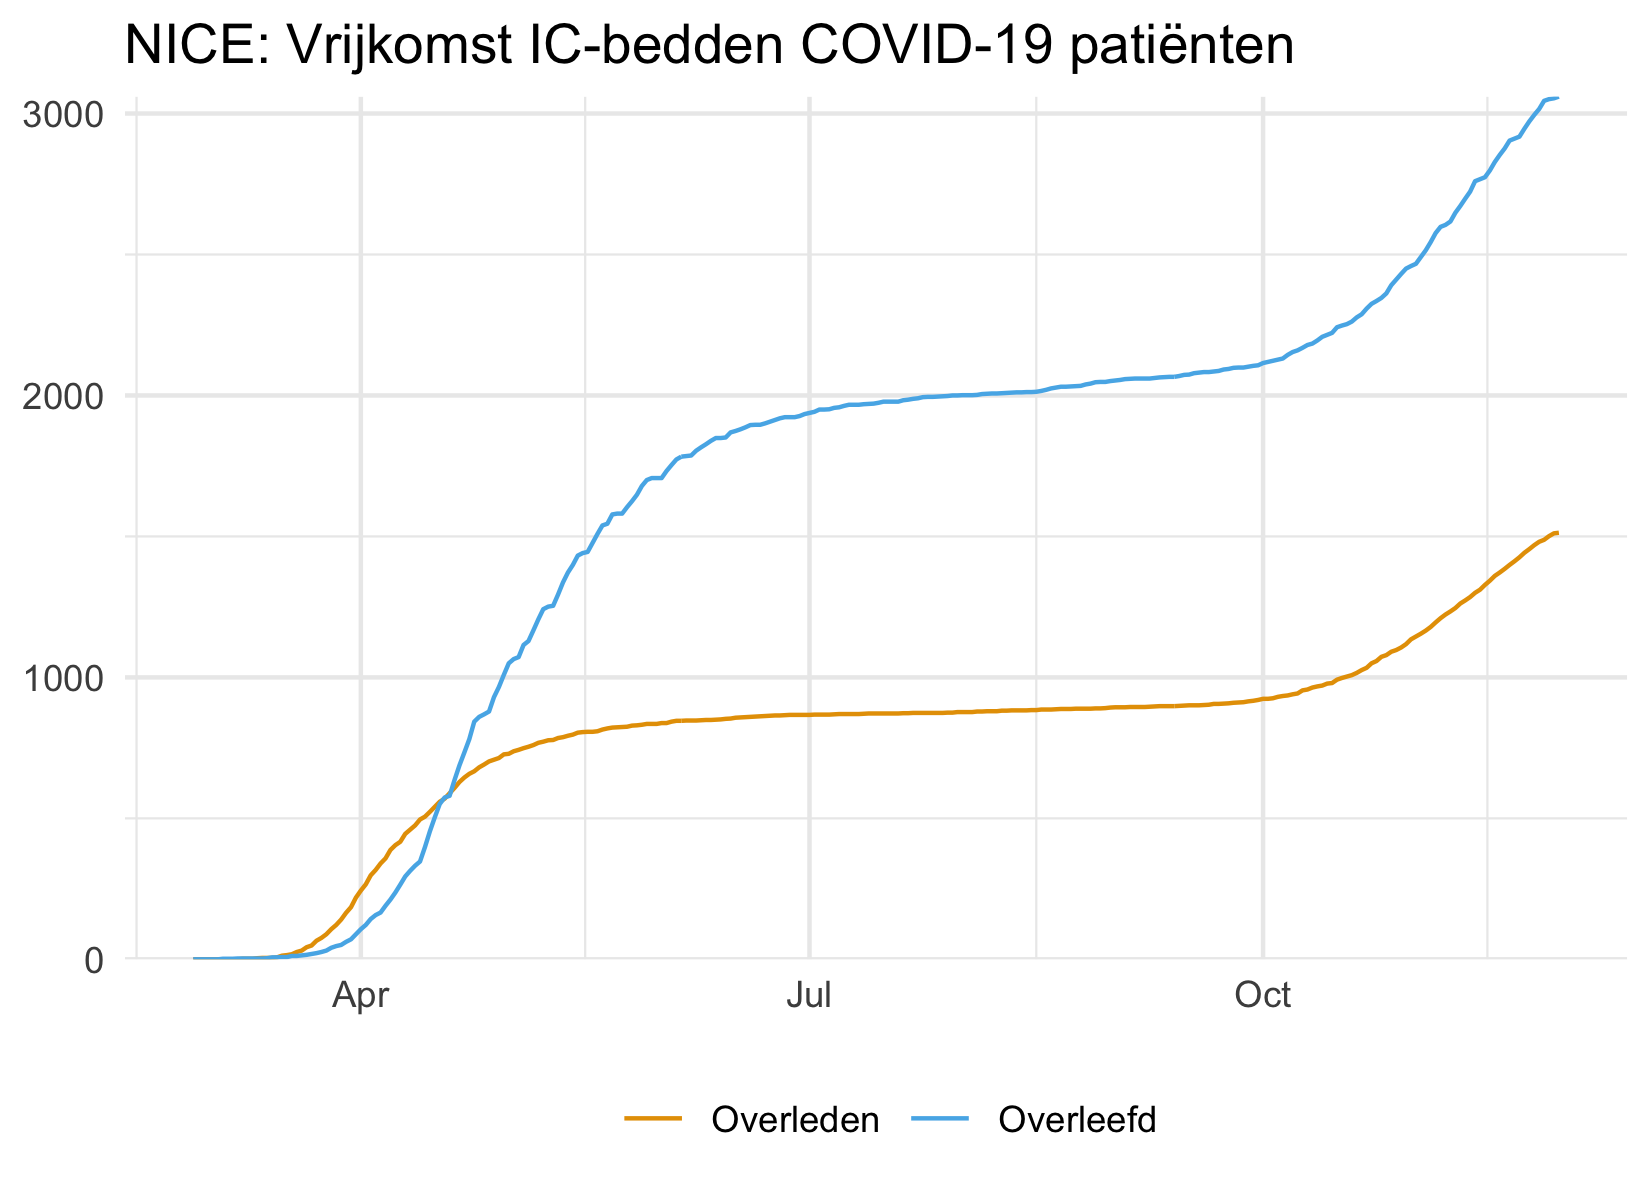 NICE: Vrijkomst IC-bedden COVID-19 patiënten
3000
2000
1000
0
Apr Jul Oct
Overleden Overleefd